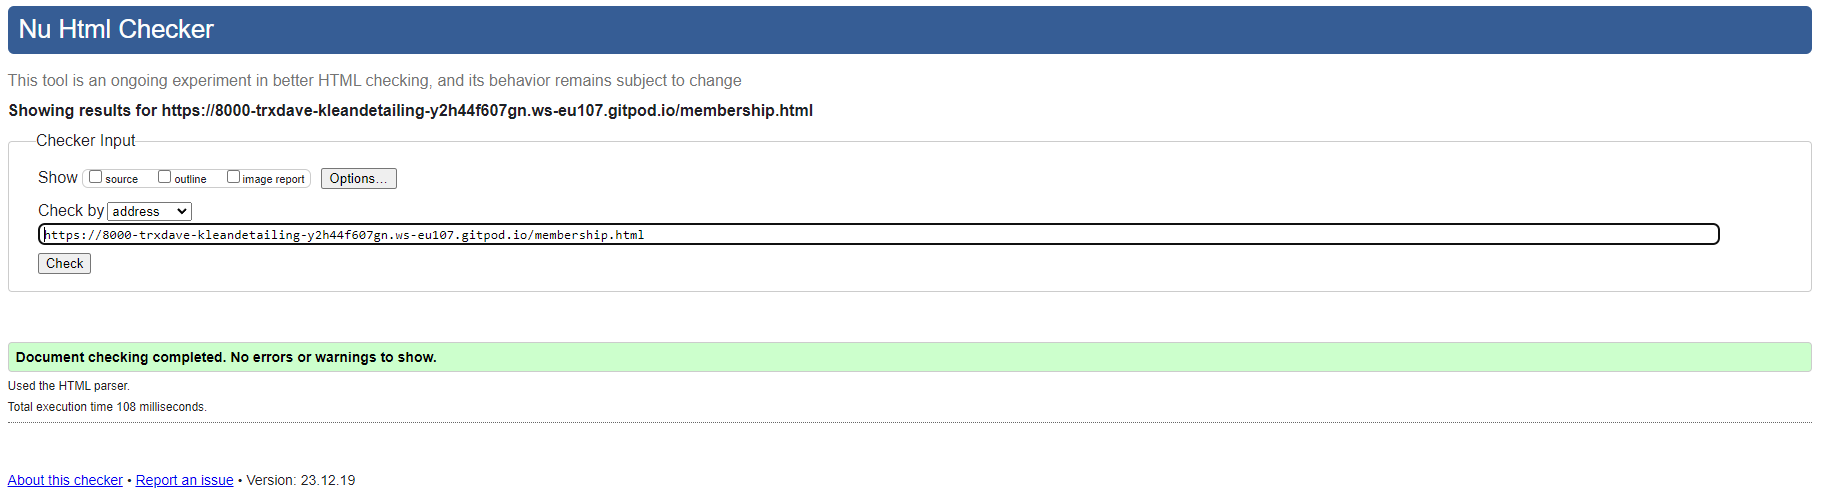 Nu Html Checker
This tool is an ongoing experiment in better HTML checking, and its behavior remains subject to change
Showing results for https://8000-trxdave-kleandetailing-y2h44f607gn.ws-eu107.gitpod.io/membership.html
Checker Input
Show source outline image report Options...
Check by address
https://8000-trxdave-kleandetailing-y2h44f607gn.ws-eu107.gitpod.io/membership.html
Check
Document checking completed. No errors or warnings to show.
Used the HTML parser.
Total execution time 108 milliseconds.
About this checker • Report an issue • Version: 23.12.19